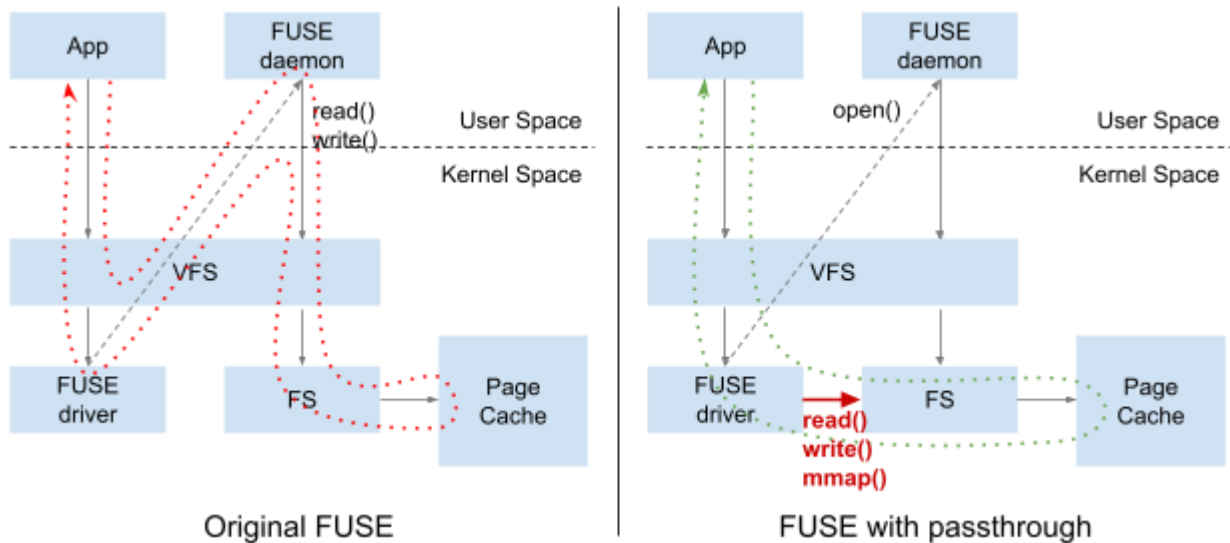 App
FUSE
daemon
read()
write()
User Space
Kernel Space
VFS
FUSE
driver
FS
Page
Cache
Original FUSE
App
FUSE
daemon
open()
User Space
Kernel Space
VFS
FUSE
driver
FS
Page
Cache
read()
write()
mmap()
FUSE with passthrough